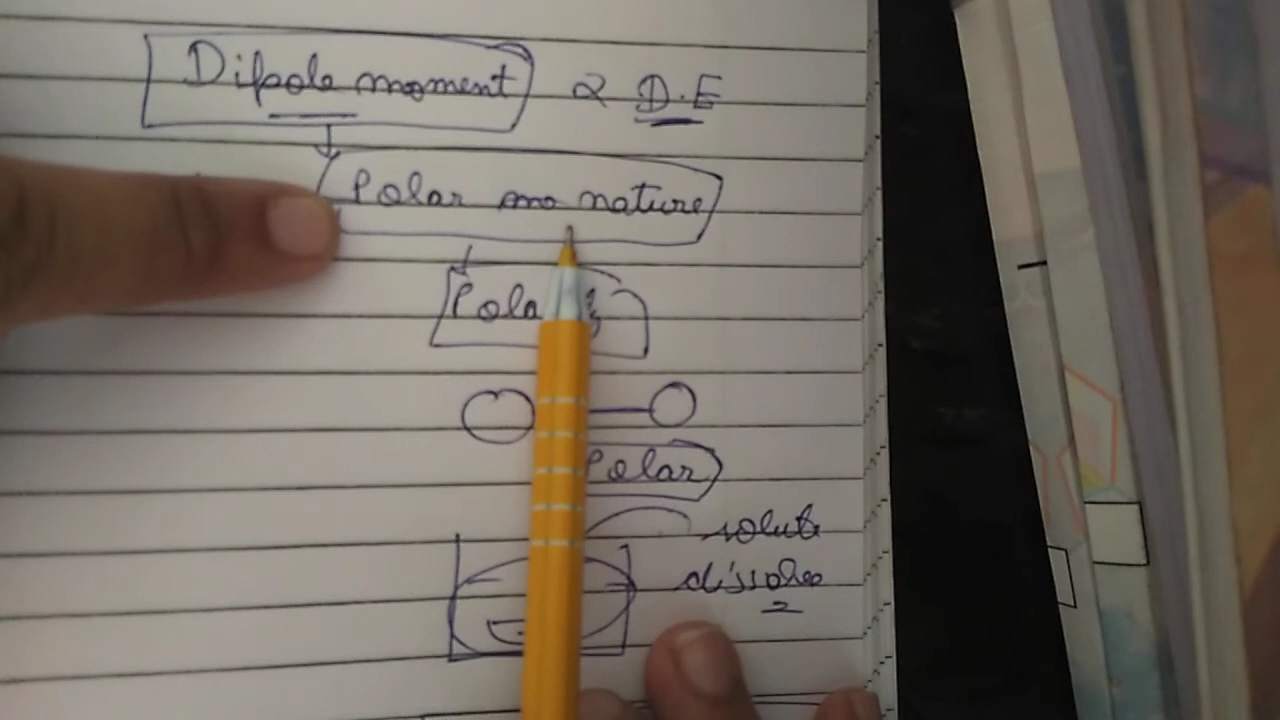 Dipole moment α D.E
Polar nature
Polar
solute
dissolve